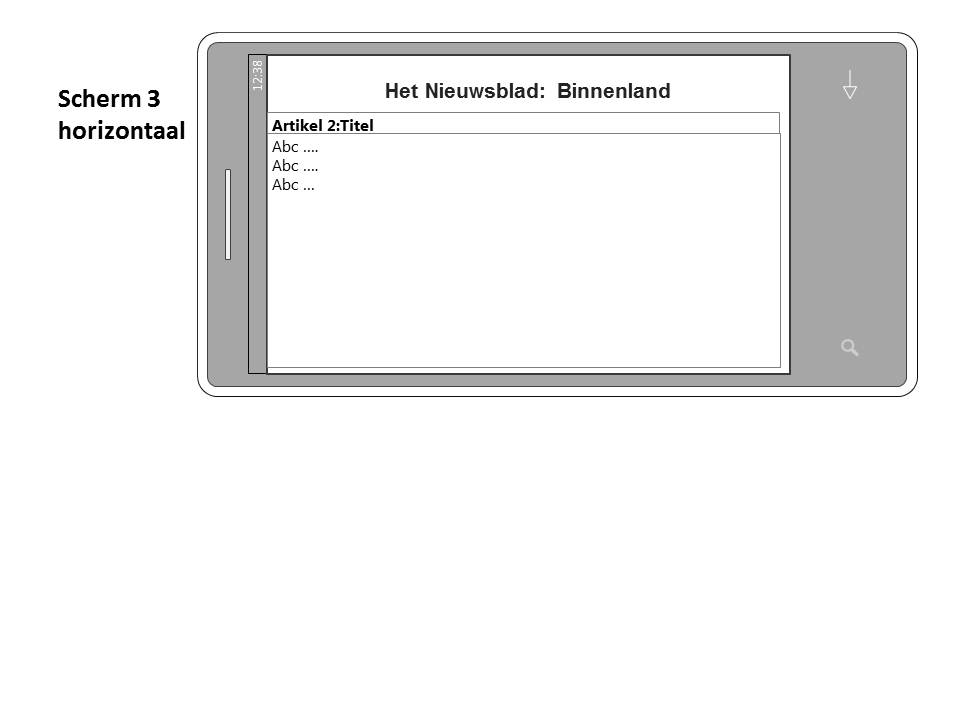 Scherm 3
horizontaal
12:38
Het Nieuwsblad:  Binnenland
Artikel 2:Titel
Abc ....
Abc ....
Abc ...